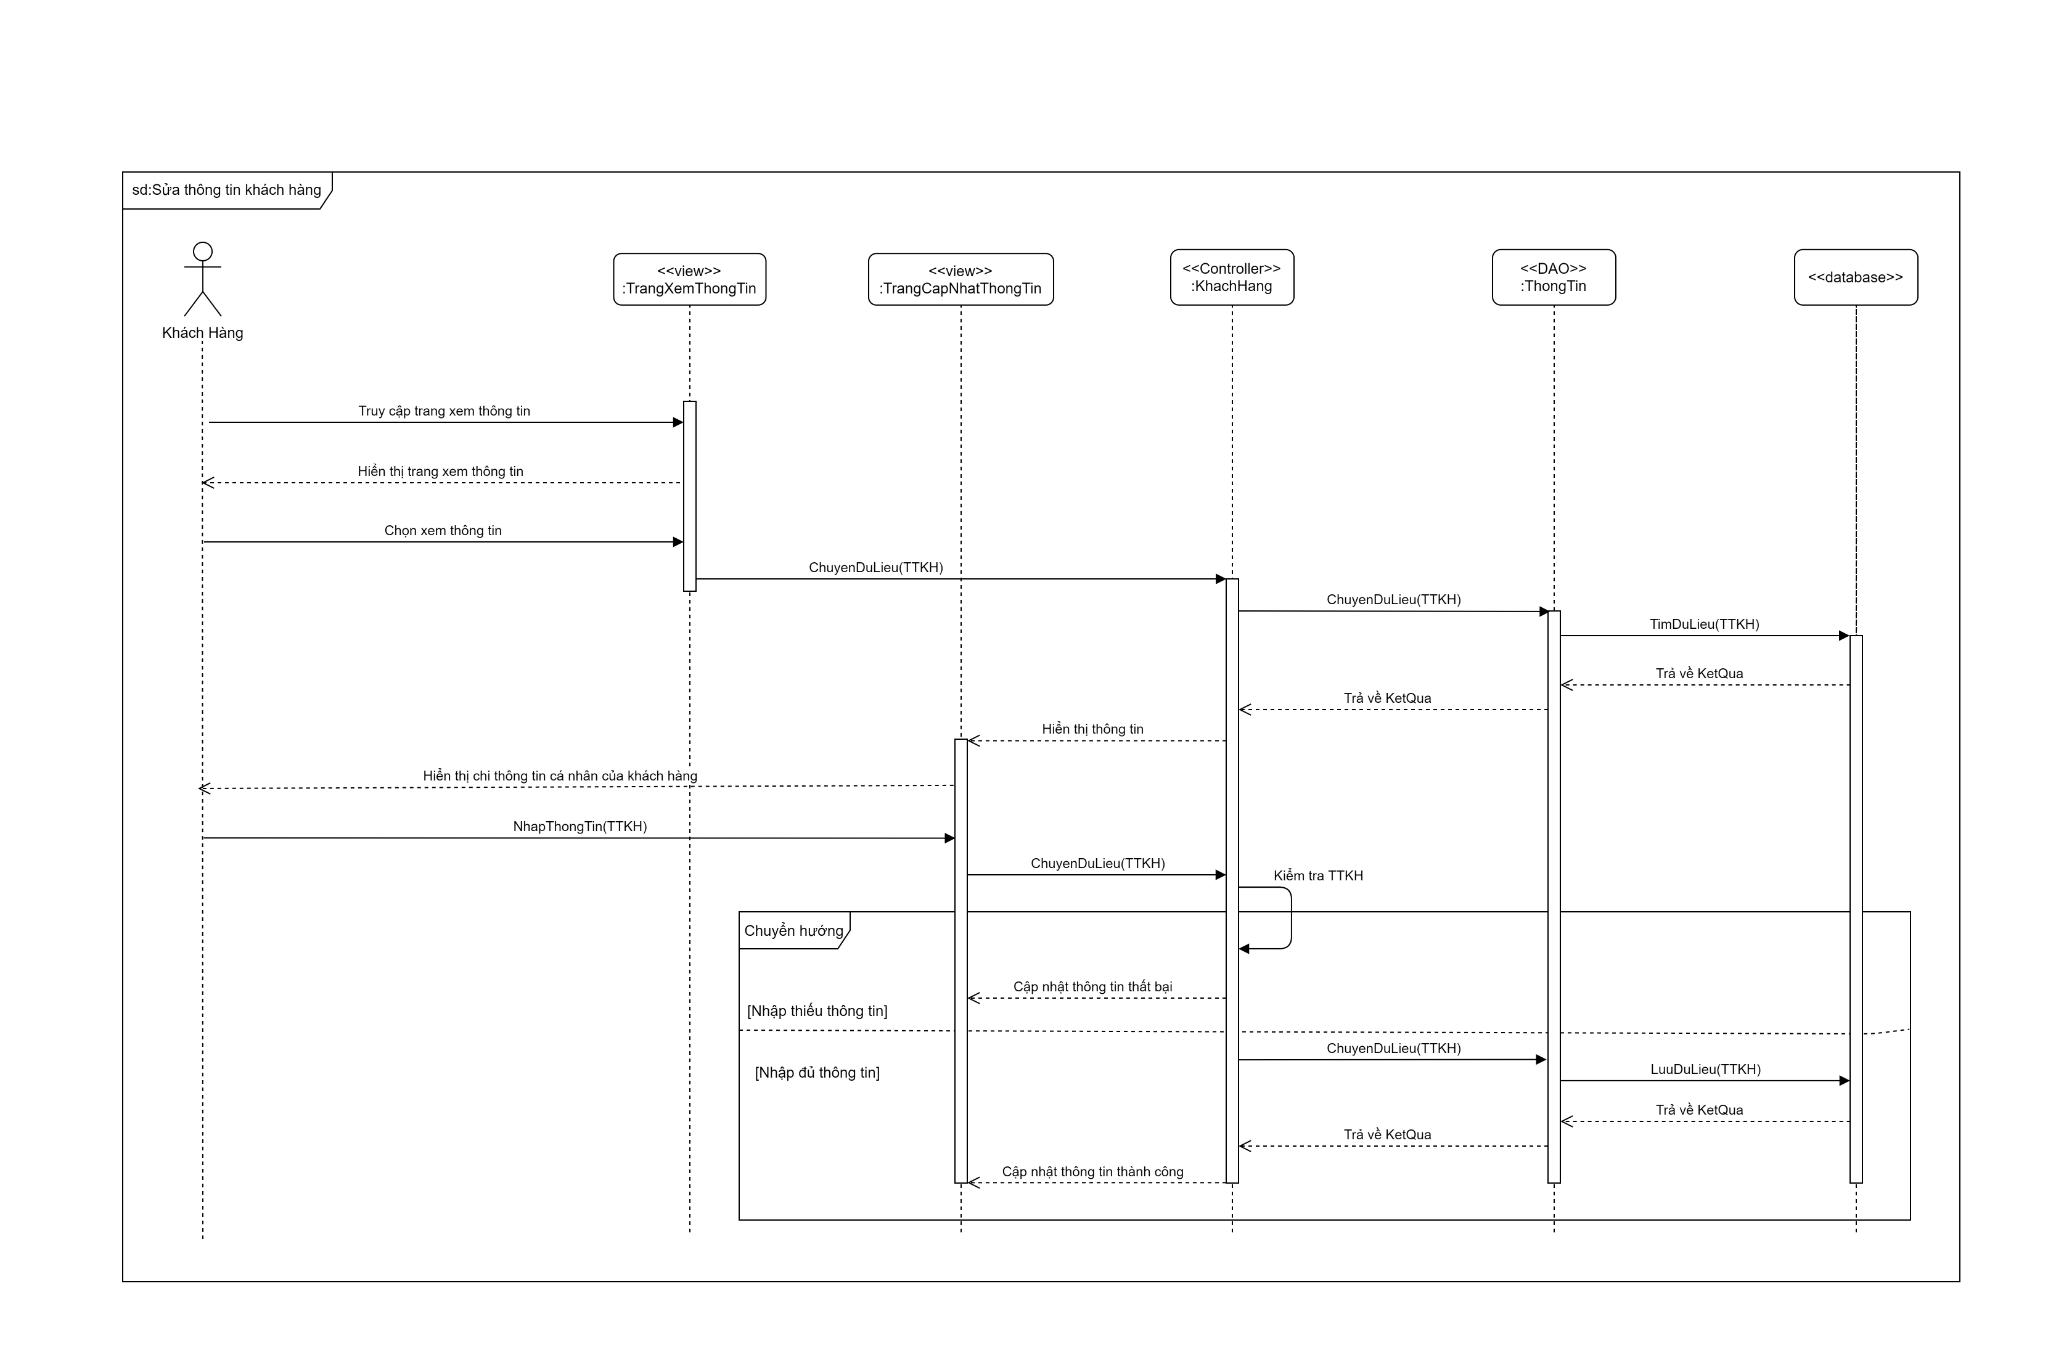 sd:Sửa thông tin khách hàng
Khách Hàng
<<view>>
:TrangXemThongTin
<<view>>
:TrangCapNhatThongTin
<<Controller>>
:KhachHang
<<DAO>>
:ThongTin
<<database>>
Truy cập trang xem thông tin
Hiển thị trang xem thông tin
Chọn xem thông tin
ChuyenDuLieu(TTKH)
ChuyenDuLieu(TTKH)
TimDuLieu(TTKH)
Trả về KetQua
Trả về KetQua
Hiển thị thông tin
Hiển thị chi thông tin cá nhân của khách hàng
NhapThongTin(TTKH)
ChuyenDuLieu(TTKH)
Kiểm tra TTKH
Chuyển hướng
Cập nhật thông tin thất bại
[Nhập thiếu thông tin]
ChuyenDuLieu(TTKH)
[Nhập đủ thông tin]
LuuDuLieu(TTKH)
Trả về KetQua
Trả về KetQua
Cập nhật thông tin thành công